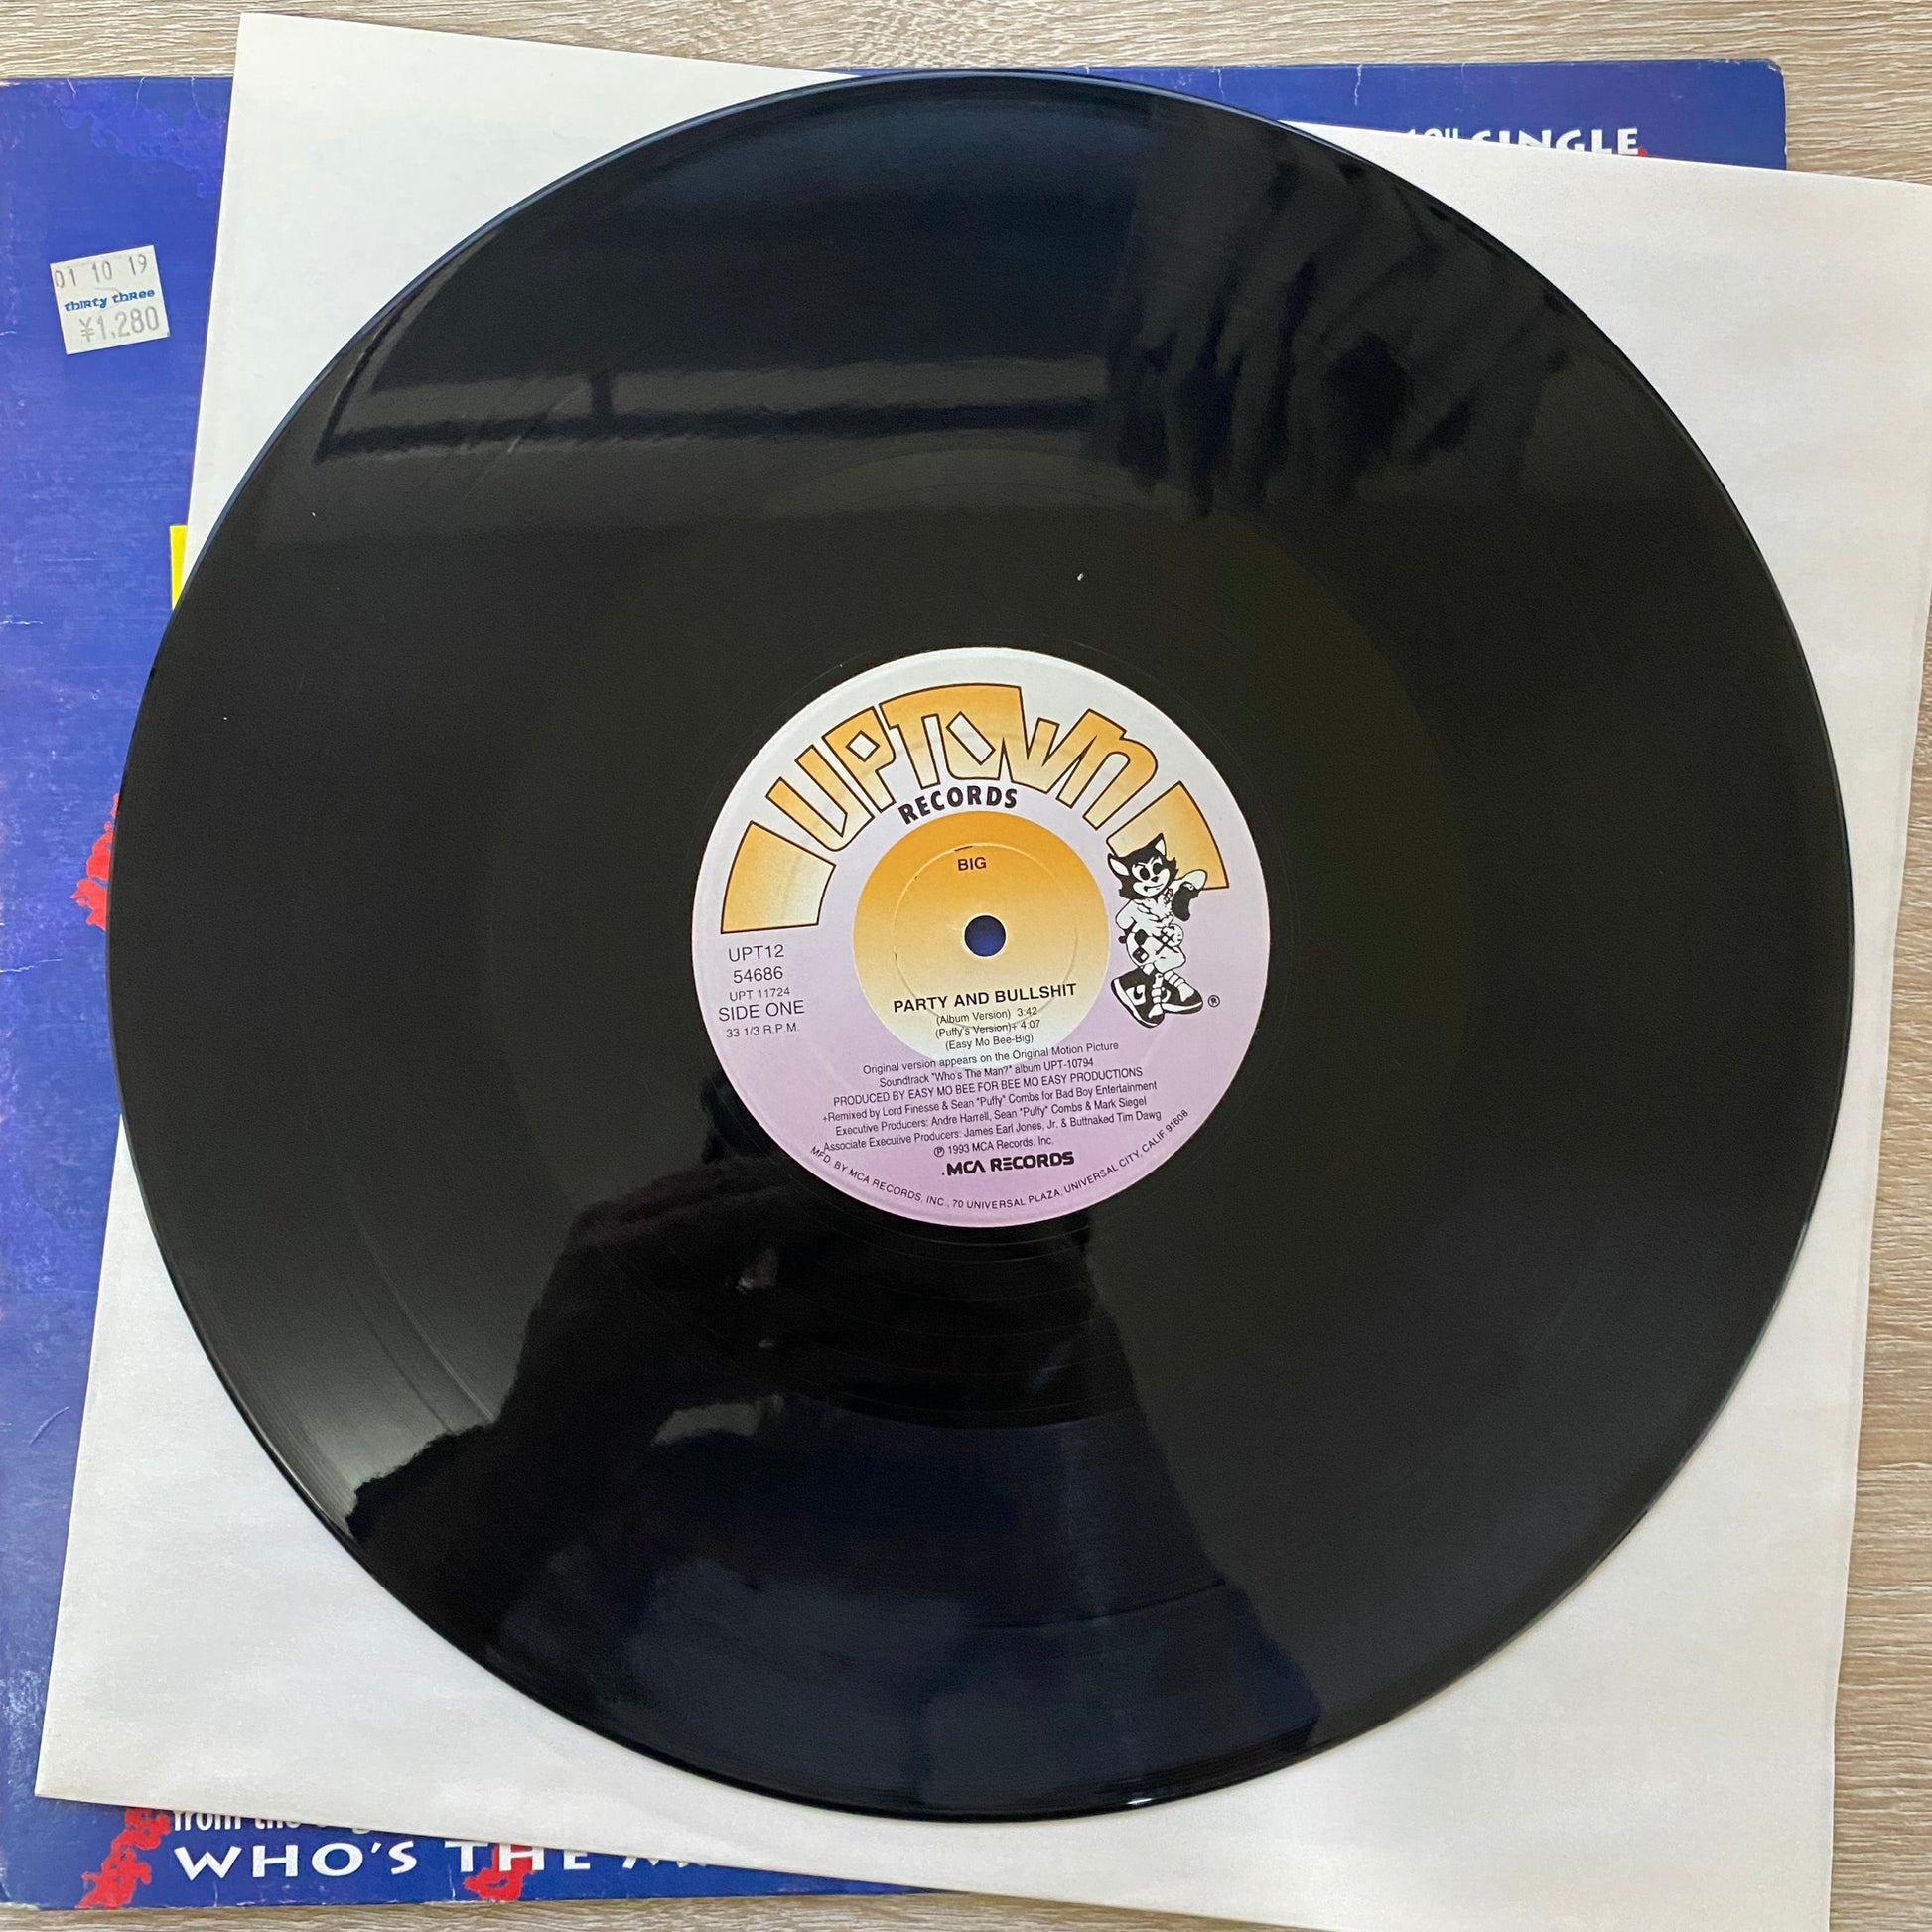 12" SINGLE
01 10 19
thirty three
¥1,280
UPTOWN
RECORDS
BIG
UPT12
54686
UPT 11724
SIDE ONE
33 1/3 R.P.M.
®
PARTY AND BULLSHIT
(Album Version) 3:42
(Puffy's Version)+ 4:07
(Easy Mo Bee-Big)
Original version appears on the Original Motion Picture
Soundtrack "Who's The Man?" album UPT-10794
PRODUCED BY EASY MO BEE FOR BEE MO EASY PRODUCTIONS
+Remixed by Lord Finesse & Sean "Puffy" Combs for Bad Boy Entertainment
Executive Producers: Andre Harrell, Sean "Puffy" Combs & Mark Siegel
Associate Executive Producers: James Earl Jones, Jr. & Buttnaked Tim Dawg
℗ 1993 MCA Records, Inc.
.MCA RECORDS
MFD. BY MCA RECORDS, INC., 70 UNIVERSAL PLAZA, UNIVERSAL CITY, CALIF 91608
from the
WHO'S THE